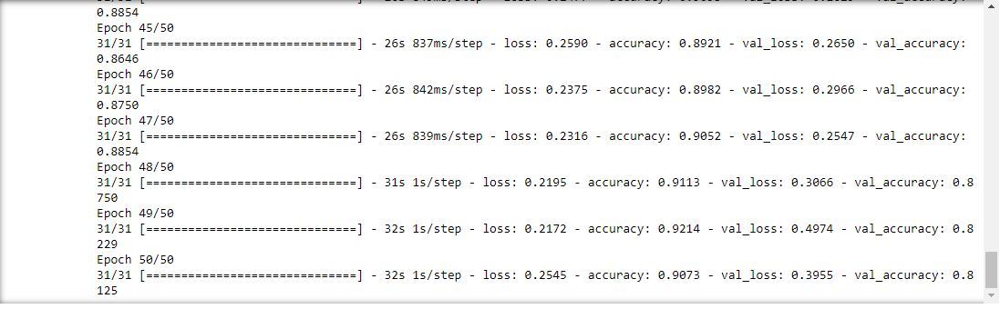 0.8854
Epoch 45/50
31/31 [==============================] - 26s 837ms/step - loss: 0.2590 - accuracy: 0.8921 - val_loss: 0.2650 - val_accuracy:
0.8646
Epoch 46/50
31/31 [==============================] - 26s 842ms/step - loss: 0.2375 - accuracy: 0.8982 - val_loss: 0.2966 - val_accuracy:
0.8750
Epoch 47/50
31/31 [==============================] - 26s 839ms/step - loss: 0.2316 - accuracy: 0.9052 - val_loss: 0.2547 - val_accuracy:
0.8854
Epoch 48/50
31/31 [==============================] - 31s 1s/step - loss: 0.2195 - accuracy: 0.9113 - val_loss: 0.3066 - val_accuracy: 0.8
750
Epoch 49/50
31/31 [==============================] - 32s 1s/step - loss: 0.2172 - accuracy: 0.9214 - val_loss: 0.4974 - val_accuracy: 0.8
229
Epoch 50/50
31/31 [==============================] - 32s 1s/step - loss: 0.2545 - accuracy: 0.9073 - val_loss: 0.3955 - val_accuracy: 0.8
125